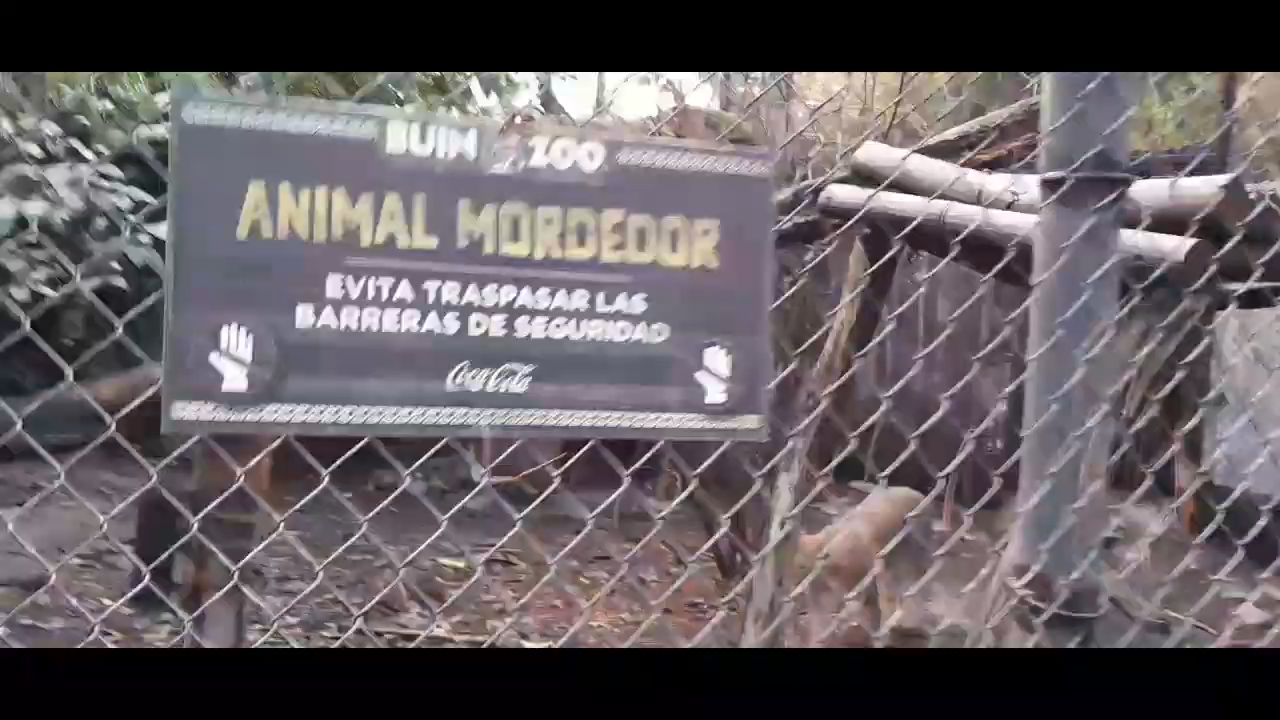 BUIN ZOO
ANIMAL MORDEDOR
EVITA TRASPASAR LAS
BARRERAS DE SEGURIDAD
Coca-Cola